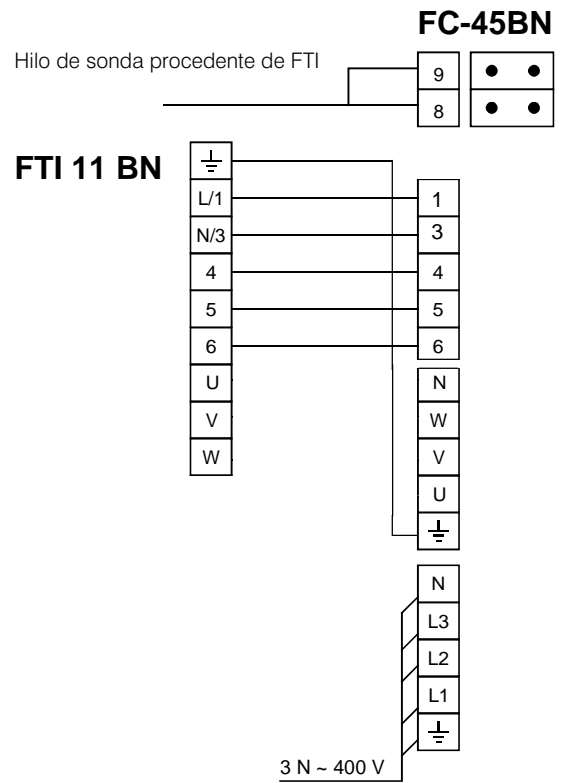 FC-45BN
Hilo de sonda procedente de FTI
9
8
FTI 11 BN
L/1
N/3
4
5
6
U
V
W
1
3
4
5
6
N
W
V
U
N
L3
L2
L1
3 N ~ 400 V